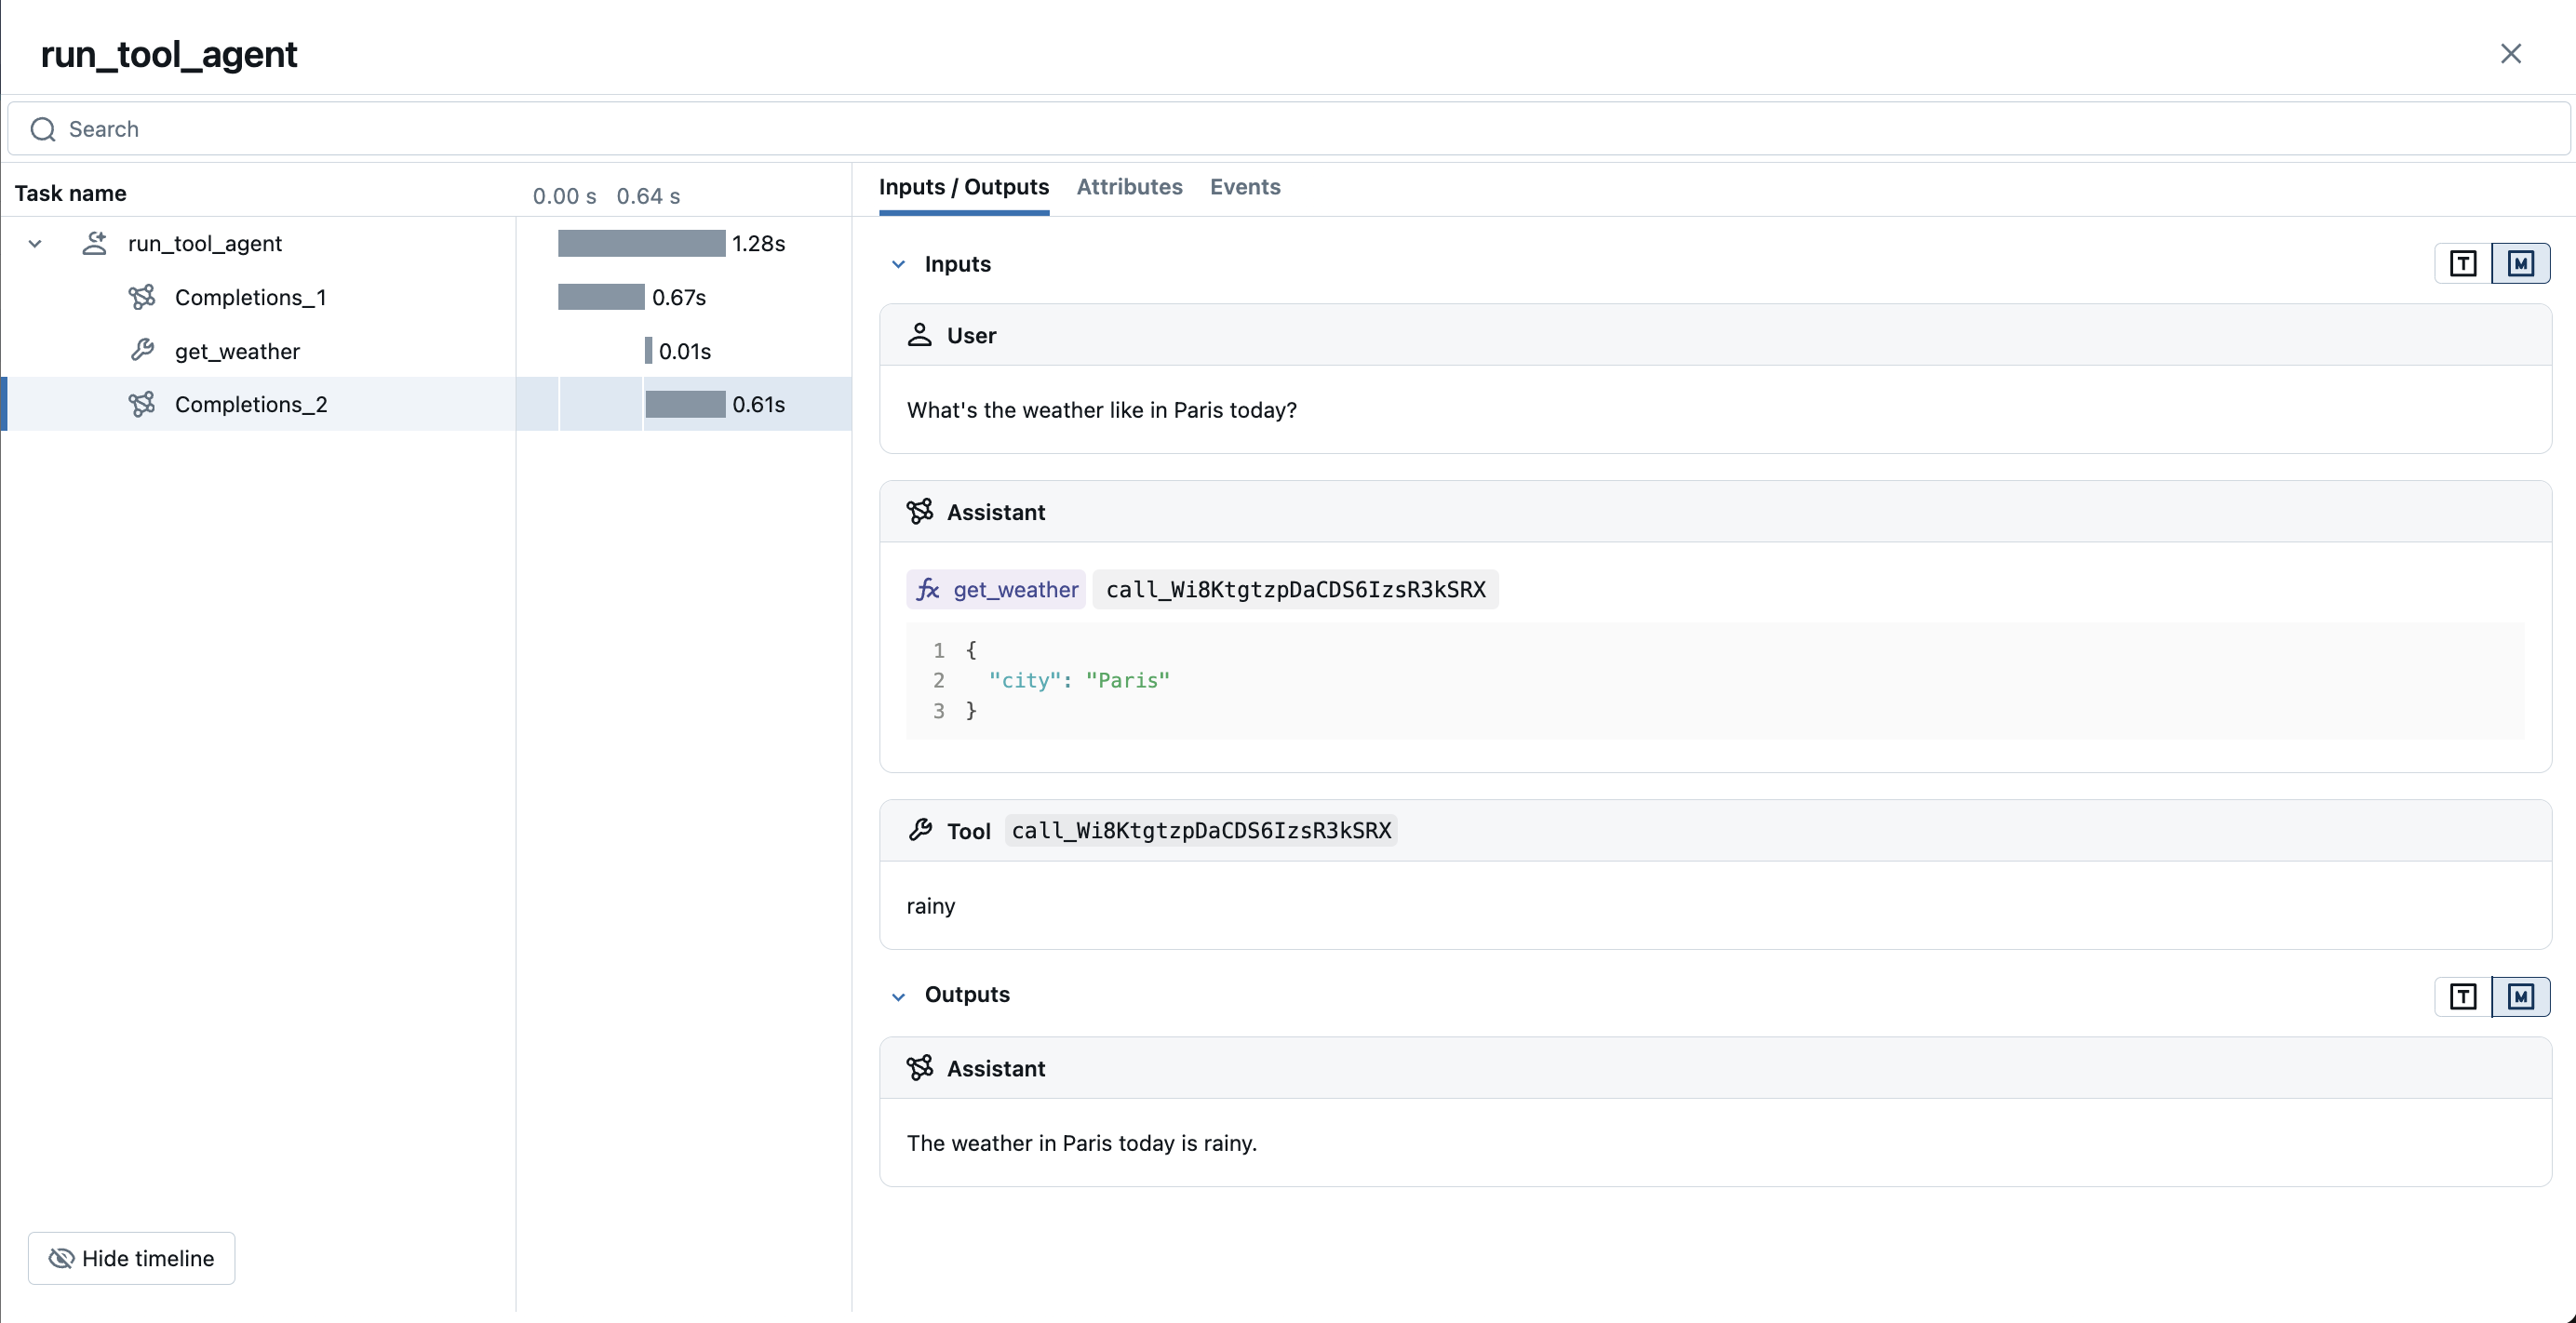 run_tool_agent
Search
Task name
0.00 s 0.64 s
run_tool_agent 1.28s
Completions_1 0.67s
get_weather 0.01s
Completions_2 0.61s
Hide timeline
Inputs / Outputs Attributes Events
Inputs
T M
User
What's the weather like in Paris today?
Assistant
fx get_weather call_Wi8KtgtzpDaCDS6IzsR3kSRX
1 {
2 "city": "Paris"
3 }
Tool call_Wi8KtgtzpDaCDS6IzsR3kSRX
rainy
Outputs
T M
Assistant
The weather in Paris today is rainy.